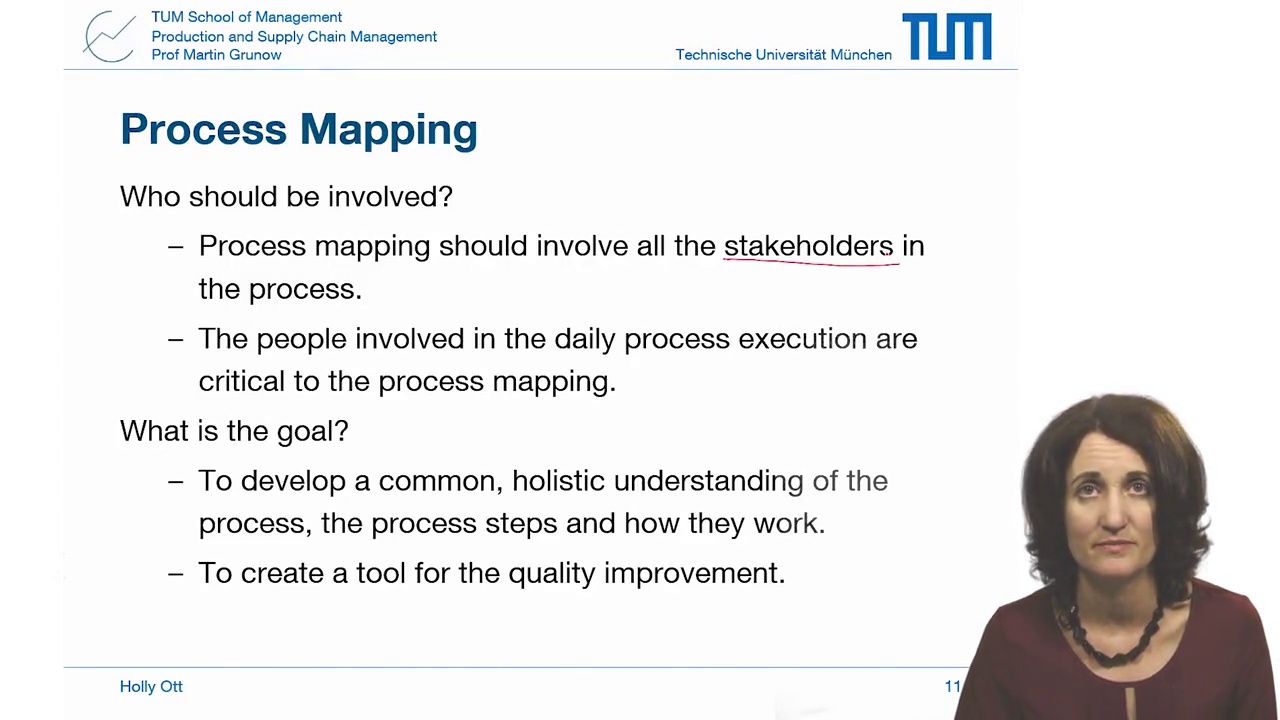 TUM School of Management
Production and Supply Chain Management
Prof Martin Grunow
Technische Universität München
TUM
Process Mapping
Who should be involved?
– Process mapping should involve all the stakeholders in
the process.
– The people involved in the daily process execution are
critical to the process mapping.
What is the goal?
– To develop a common, holistic understanding of the
process, the process steps and how they work.
– To create a tool for the quality improvement.
Holly Ott
11